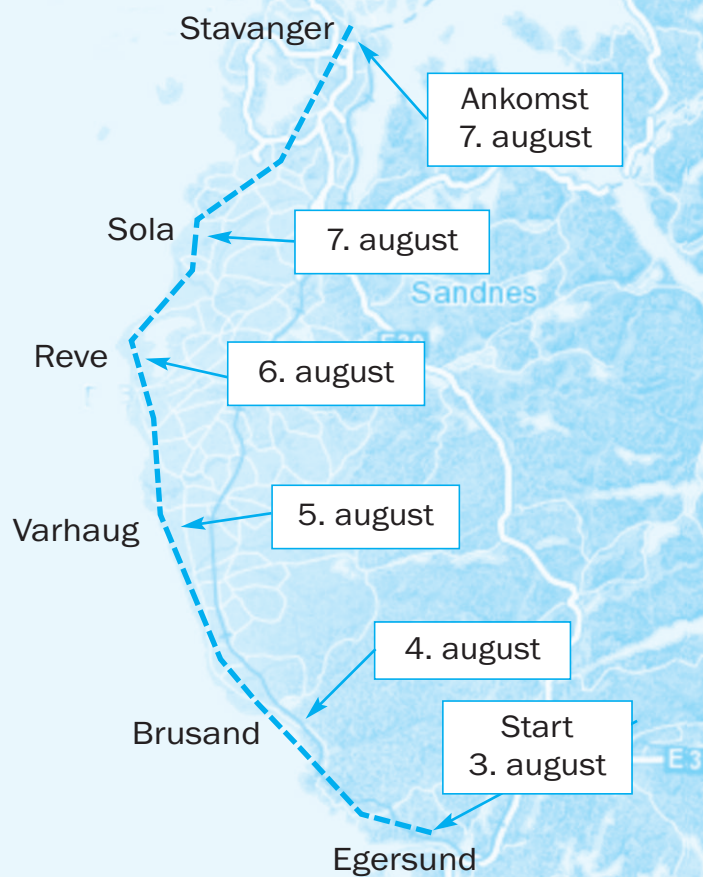 Stavanger
Ankomst
7. august
Sola
7. august
Sandnes
Reve
6. august
Varhaug
5. august
4. august
Brusand
Start
3. august
E 3
Egersund